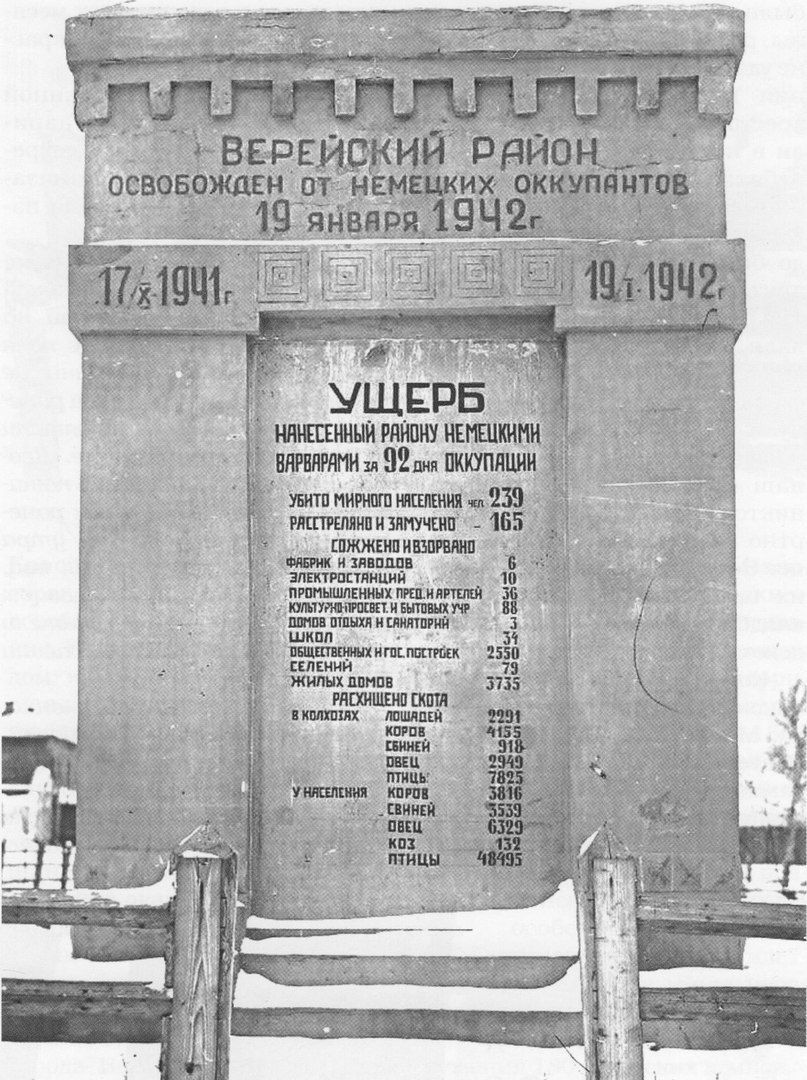 ВЕРЕЙСКИЙ РАЙОН
ОСВОБОЖДЕН ОТ НЕМЕЦКИХ ОККУПАНТОВ
19 ЯНВАРЯ 1942г
17/X-1941г. 19/I-1942г
УЩЕРБ
НАНЕСЕННЫЙ РАЙОНУ НЕМЕЦКИМИ
ВАРВАРАМИ ЗА 92 ДНЯ ОККУПАЦИИ
УБИТО МИРНОГО НАСЕЛЕНИЯ ЧЕЛ 239
РАССТРЕЛЯНО И ЗАМУЧЕНО - 165
СОЖЖЕНО И ВЗОРВАНО
ФАБРИК И ЗАВОДОВ 6
ЭЛЕКТРОСТАНЦИЙ 10
ПРОМЫШЛЕННЫХ ПРЕД. И АРТЕЛЕЙ 36
КУЛЬТУРНО-ПРОСВЕТ. И БЫТОВЫХ УЧР 88
ДОМОВ ОТДЫХА И САНАТОРИЙ 3
ШКОЛ 34
ОБЩЕСТВЕННЫХ И ГОС. ПОСТРОЕК 2550
СЕЛЕНИЙ 79
ЖИЛЫХ ДОМОВ 3735
РАСХИЩЕНО СКОТА
В КОЛХОЗАХ ЛОШАДЕЙ 2291
КОРОВ 4155
СВИНЕЙ 918
ОВЕЦ 2949
ПТИЦЫ 7825
У НАСЕЛЕНИЯ КОРОВ 3816
СВИНЕЙ 3539
ОВЕЦ 6329
КОЗ 132
ПТИЦЫ 48495